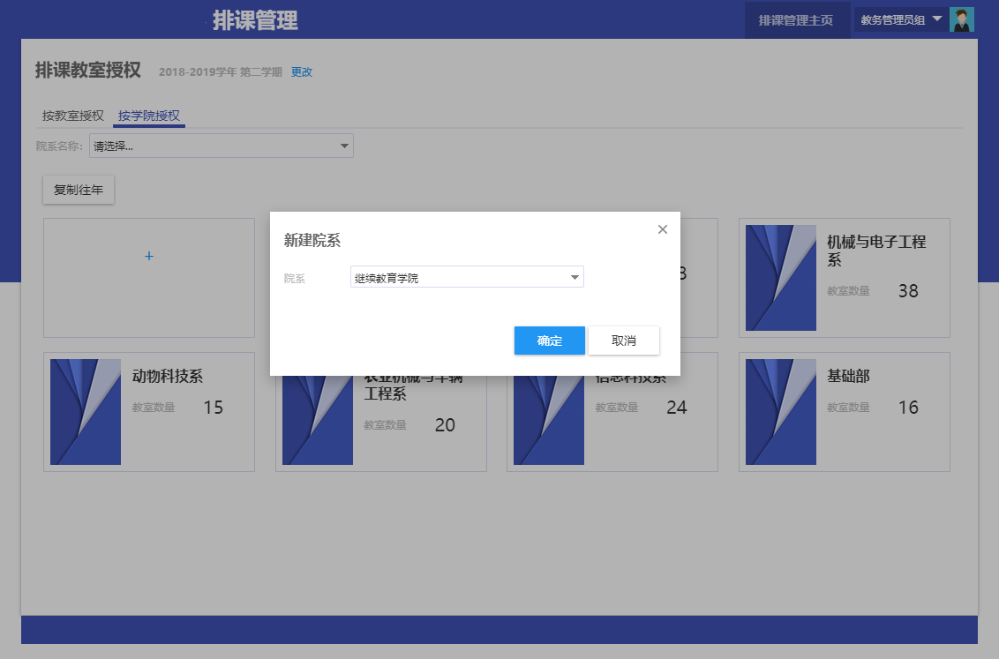 排课管理
排课管理主页
教务管理员组
排课教室授权
2018-2019学年 第二学期 更改
按教室授权
按学院授权
院系名称：
请选择...
复制往年
+
新建院系
×
院系
继续教育学院
确定
取消
8
机械与电子工程系
教室数量 38
动物科技系
教室数量 15
农业机械与车辆
工程系
教室数量 20
信息科技系
教室数量 24
基础部
教室数量 16